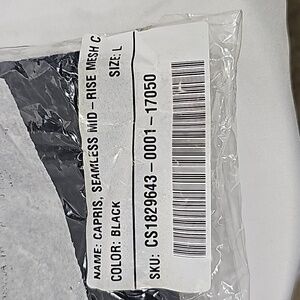 NAME: CAPRIS, SEAMLESS MID-RISE MESH C
COLOR: BLACK SIZE: L
SKU: CS1829643-0001-17050